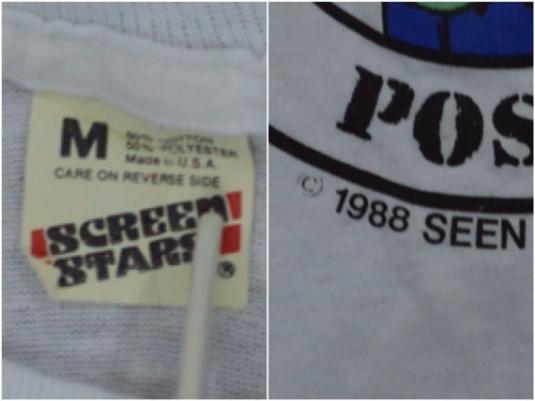 M
50% COTTON
50% POLYESTER
Made in U.S.A.
CARE ON REVERSE SIDE
SCREEN
STARS
®
POS
© 1988 SEEN